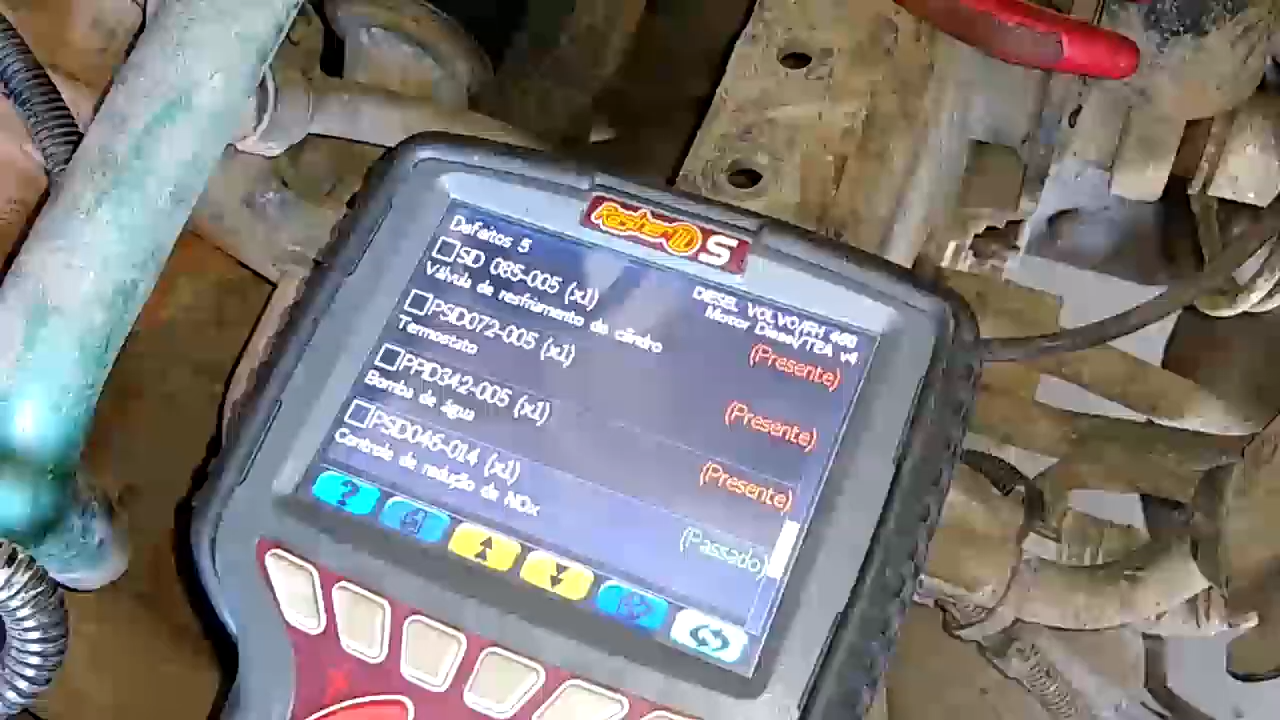 Rasther III S
Defeitos 5
DIESEL VOLVO/FH 460
Motor Diesel/TEA v4
SID 085-005 (x1)
(Presente)
Válvula de resfriamento do cilindro
PSID072-005 (x1)
(Presente)
Termostato
PPID342-005 (x1)
(Presente)
Bomba de água
PSID046-014 (x1)
(Passado)
Controle de redução de NOx
?